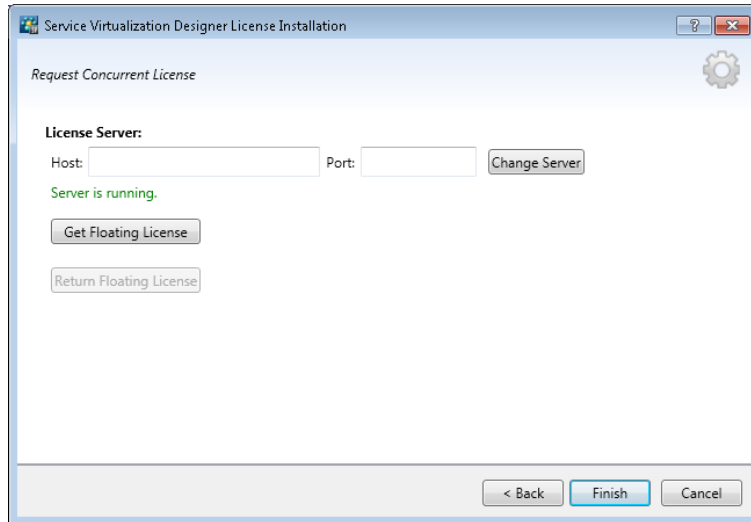 Service Virtualization Designer License Installation
?
Request Concurrent License
License Server:
Host: Port: Change Server
Server is running.
Get Floating License
Return Floating License
< Back Finish Cancel